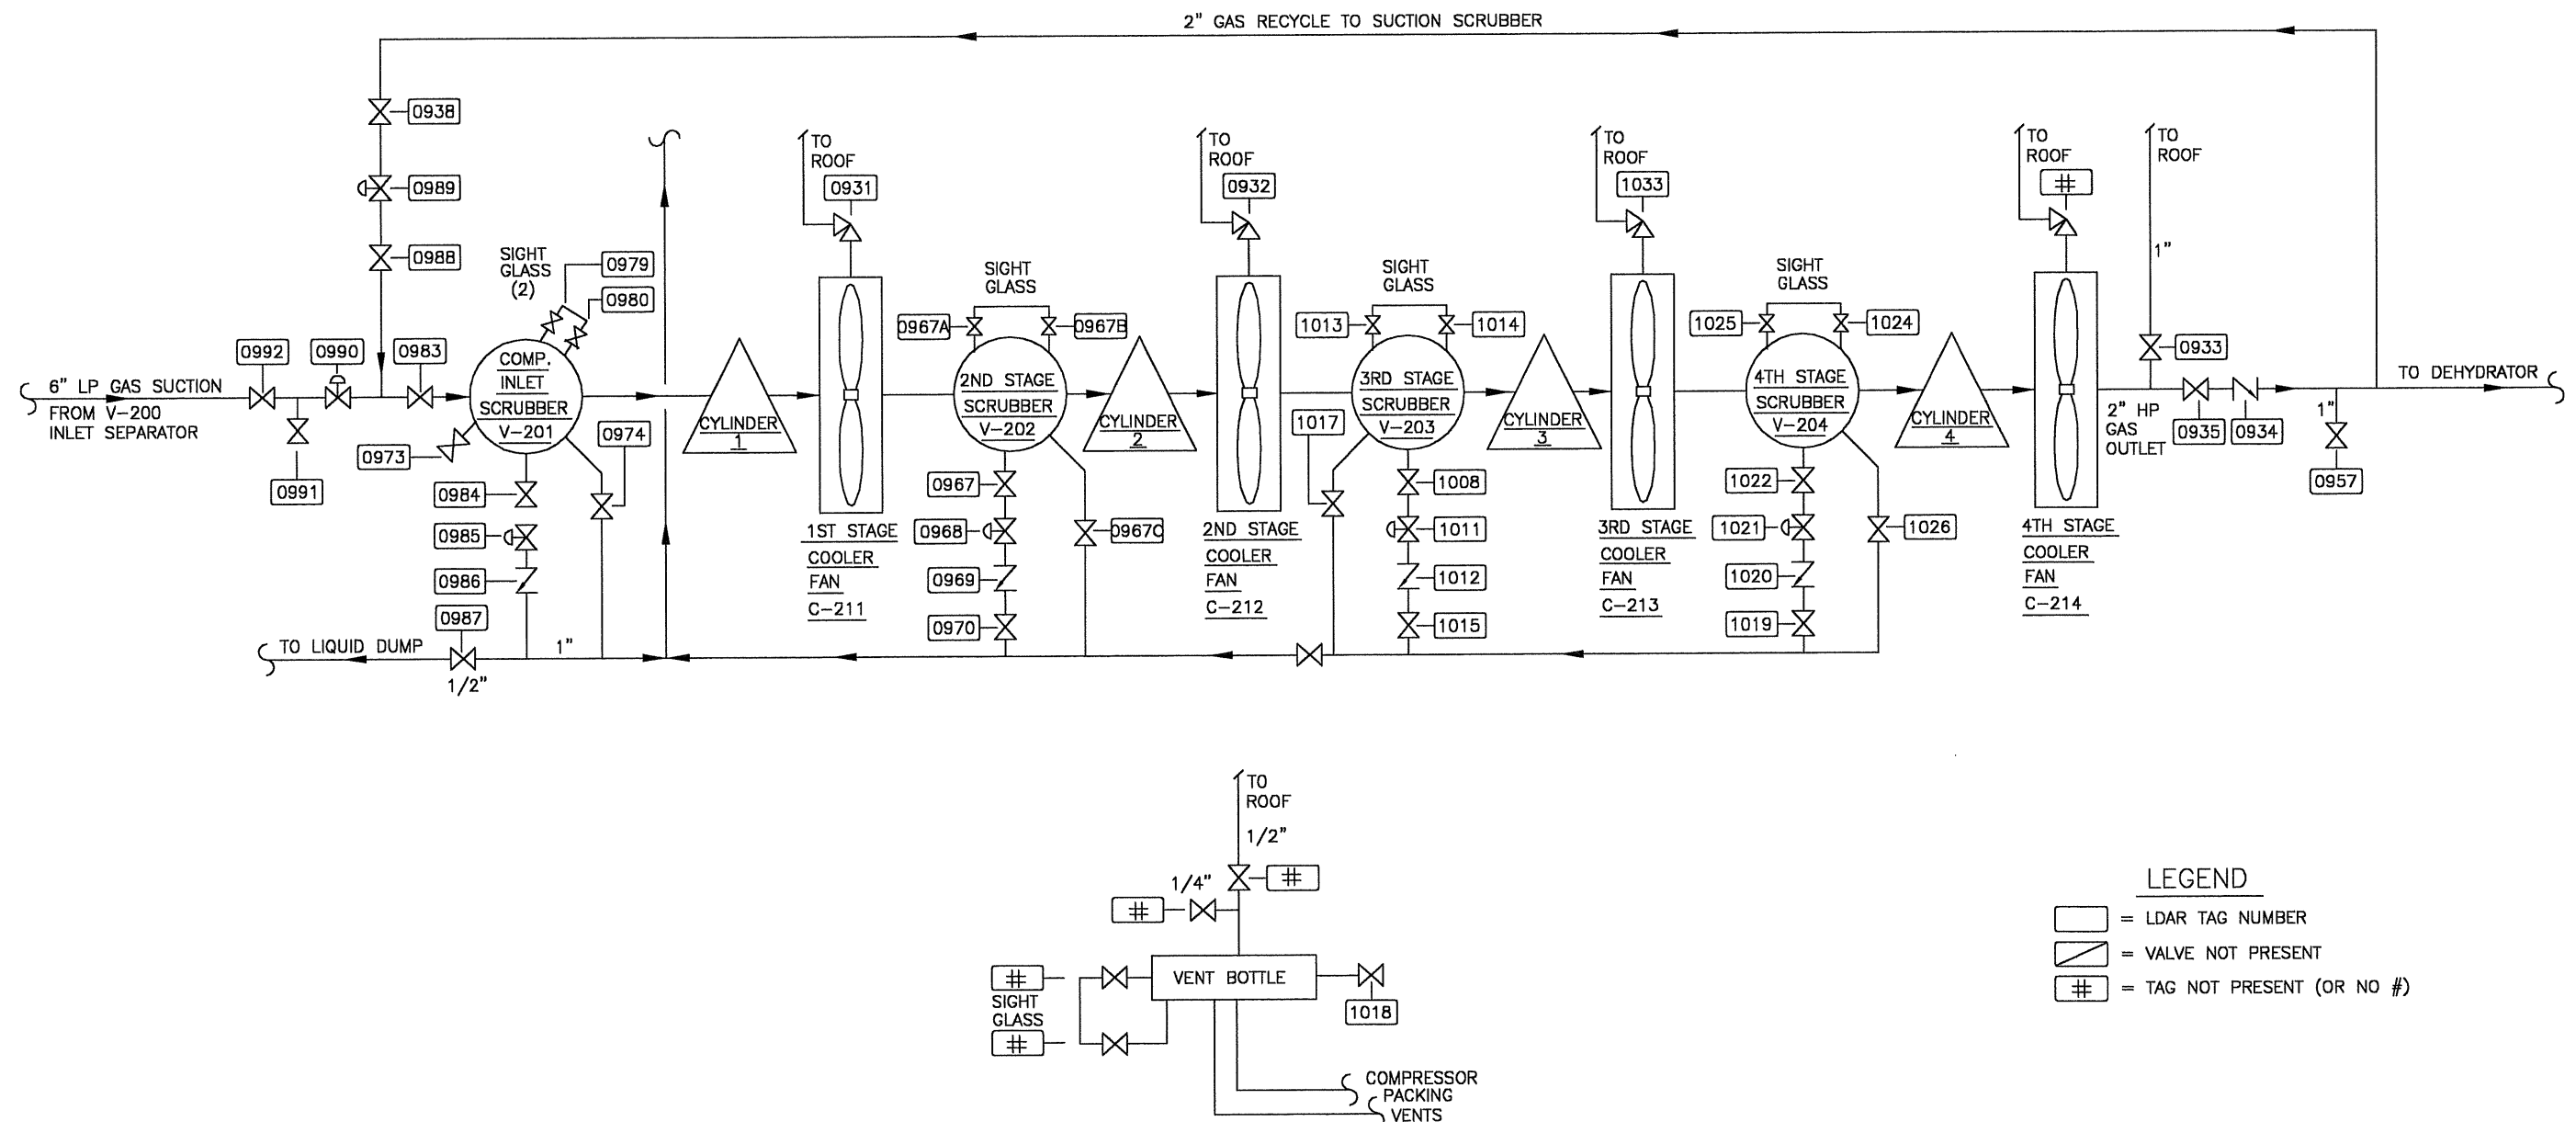 2" GAS RECYCLE TO SUCTION SCRUBBER
0938
0989
0988
SIGHT
GLASS
(2)
0979
0980
0992
0990
0983
6" LP GAS SUCTION
FROM V-200
INLET SEPARATOR
0991
0973
COMP.
INLET
SCRUBBER
V-201
0974
0984
0985
0986
0987
TO LIQUID DUMP
1/2"
1"
CYLINDER
1
TO
ROOF
0931
1ST STAGE
COOLER
FAN
C-211
SIGHT
GLASS
0967A
0967B
2ND STAGE
SCRUBBER
V-202
0967
0968
0969
0970
0967C
CYLINDER
2
TO
ROOF
0932
2ND STAGE
COOLER
FAN
C-212
SIGHT
GLASS
1013
1014
3RD STAGE
SCRUBBER
V-203
1017
1008
1011
1012
1015
CYLINDER
3
TO
ROOF
1033
3RD STAGE
COOLER
FAN
C-213
SIGHT
GLASS
1025
1024
4TH STAGE
SCRUBBER
V-204
1022
1021
1020
1019
1026
CYLINDER
4
TO
ROOF
#
4TH STAGE
COOLER
FAN
C-214
TO
ROOF
1"
0933
2" HP
GAS
OUTLET
0935
0934
1"
0957
TO DEHYDRATOR
TO
ROOF
1/2"
#
1/4"
#
VENT BOTTLE
#
SIGHT
GLASS
#
1018
COMPRESSOR
PACKING
VENTS
LEGEND
= LDAR TAG NUMBER
= VALVE NOT PRESENT
# = TAG NOT PRESENT (OR NO #)